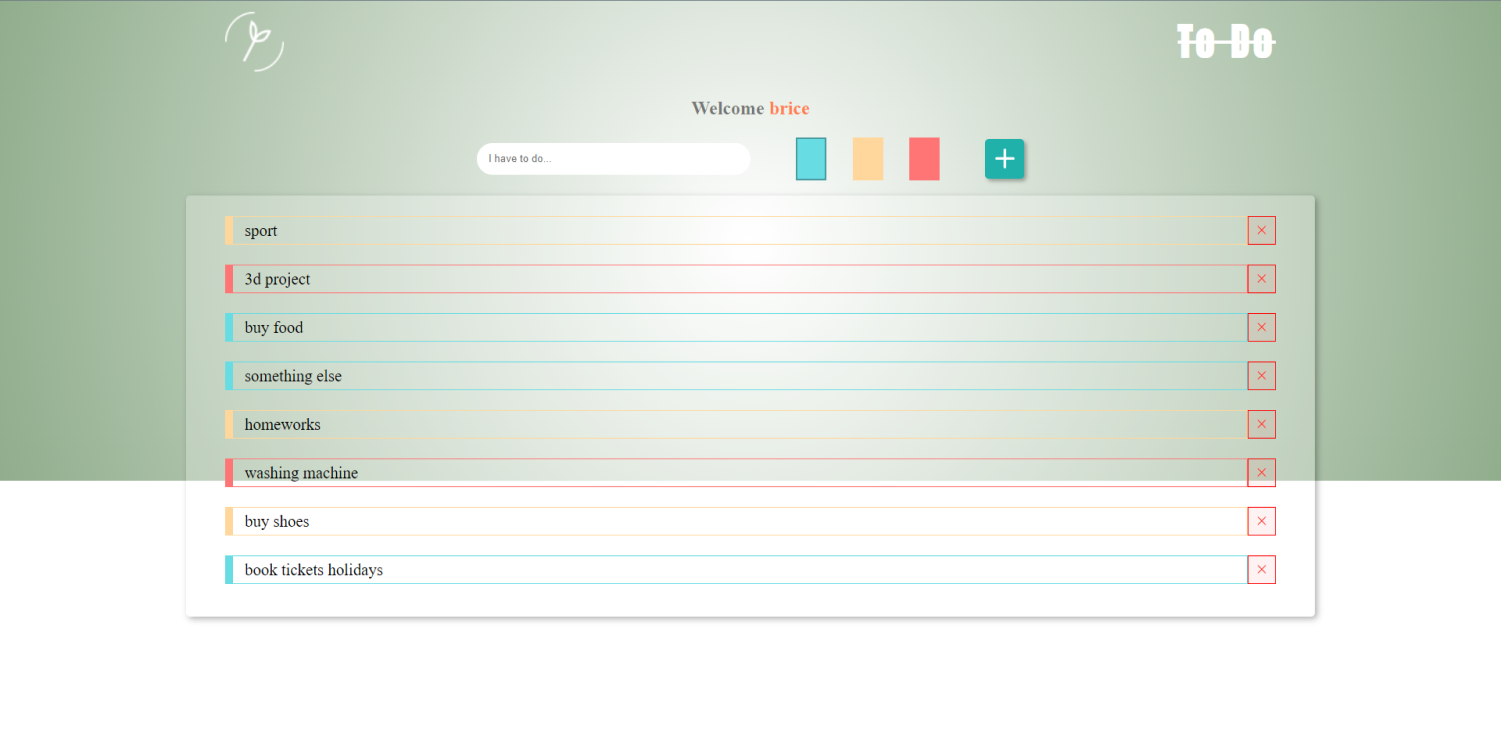 To-Do
Welcome brice
I have to do...
sport
3d project
buy food
something else
homeworks
washing machine
buy shoes
book tickets holidays